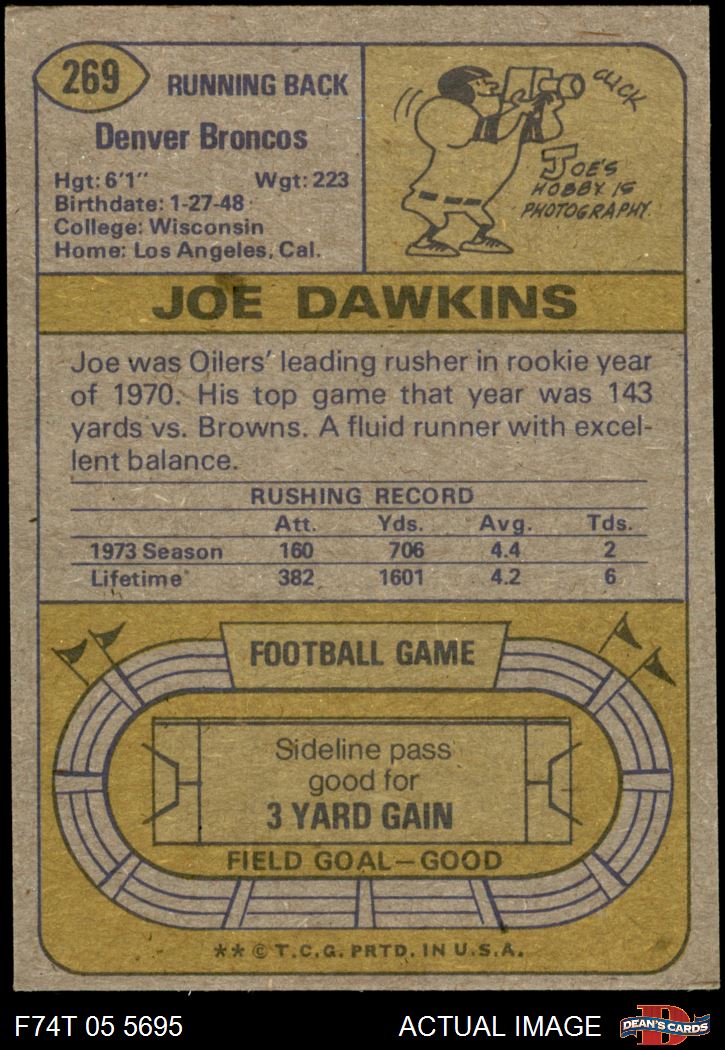 269
RUNNING BACK
Denver Broncos
Hgt: 6'1" Wgt: 223
Birthdate: 1-27-48
College: Wisconsin
Home: Los Angeles, Cal.
CLICK
JOE'S
HOBBY IS
PHOTOGRAPHY.
JOE DAWKINS
Joe was Oilers' leading rusher in rookie year
of 1970. His top game that year was 143
yards vs. Browns. A fluid runner with excel-
lent balance.
RUSHING RECORD
Att. Yds. Avg. Tds.
1973 Season 160 706 4.4 2
Lifetime 382 1601 4.2 6
FOOTBALL GAME
Sideline pass
good for
3 YARD GAIN
FIELD GOAL—GOOD
** © T.C.G. PRTD. IN U.S.A.
F74T 05 5695 ACTUAL IMAGE
D
DEAN'S CARDS